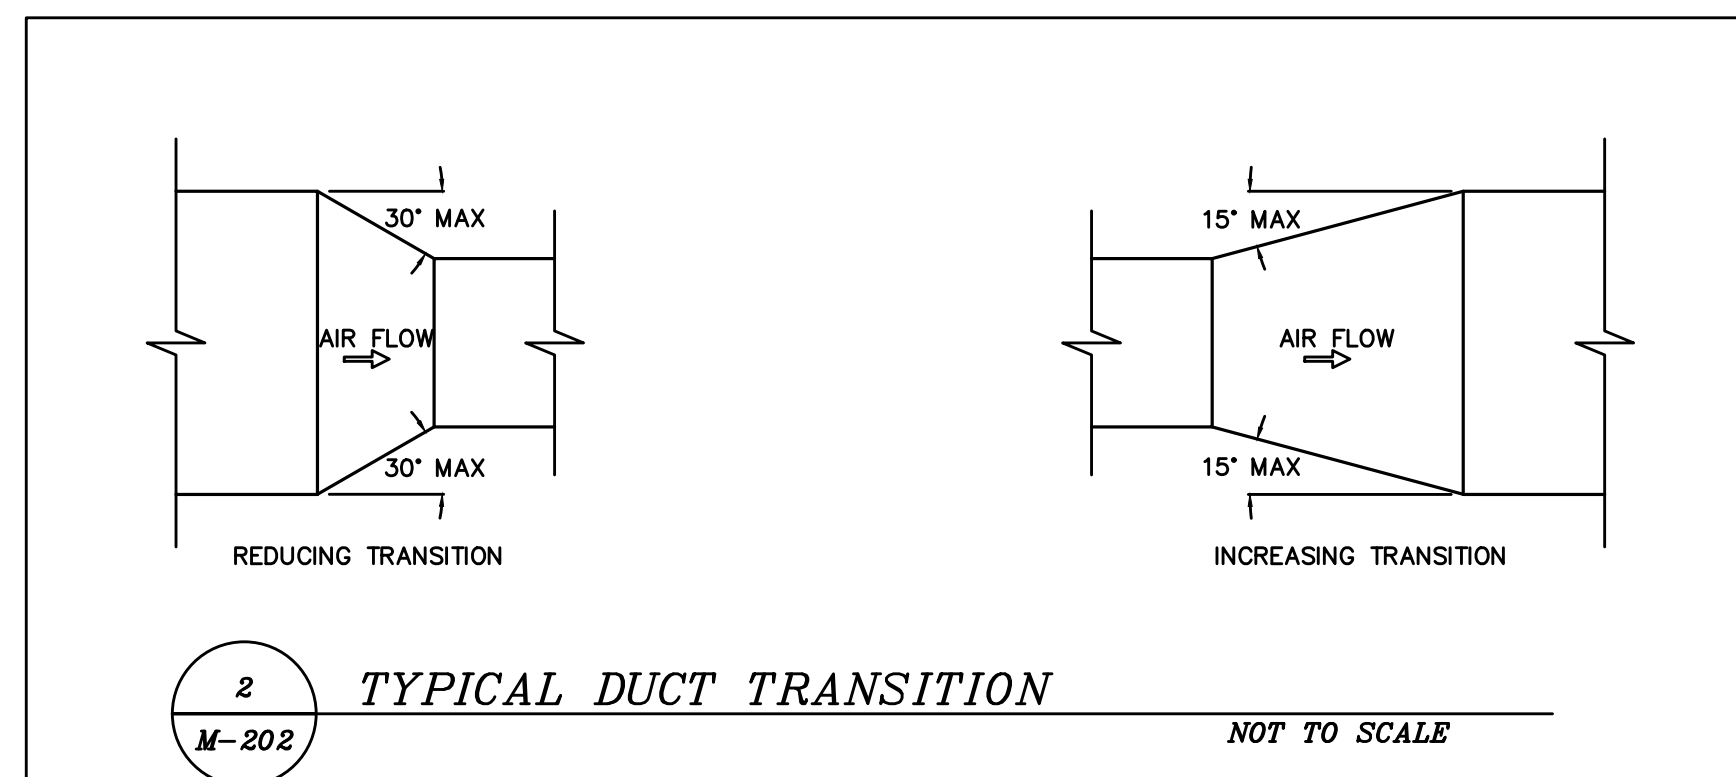 30° MAX
15° MAX
AIR FLOW
AIR FLOW
30° MAX
15° MAX
REDUCING TRANSITION
INCREASING TRANSITION
2
TYPICAL DUCT TRANSITION
M-202
NOT TO SCALE